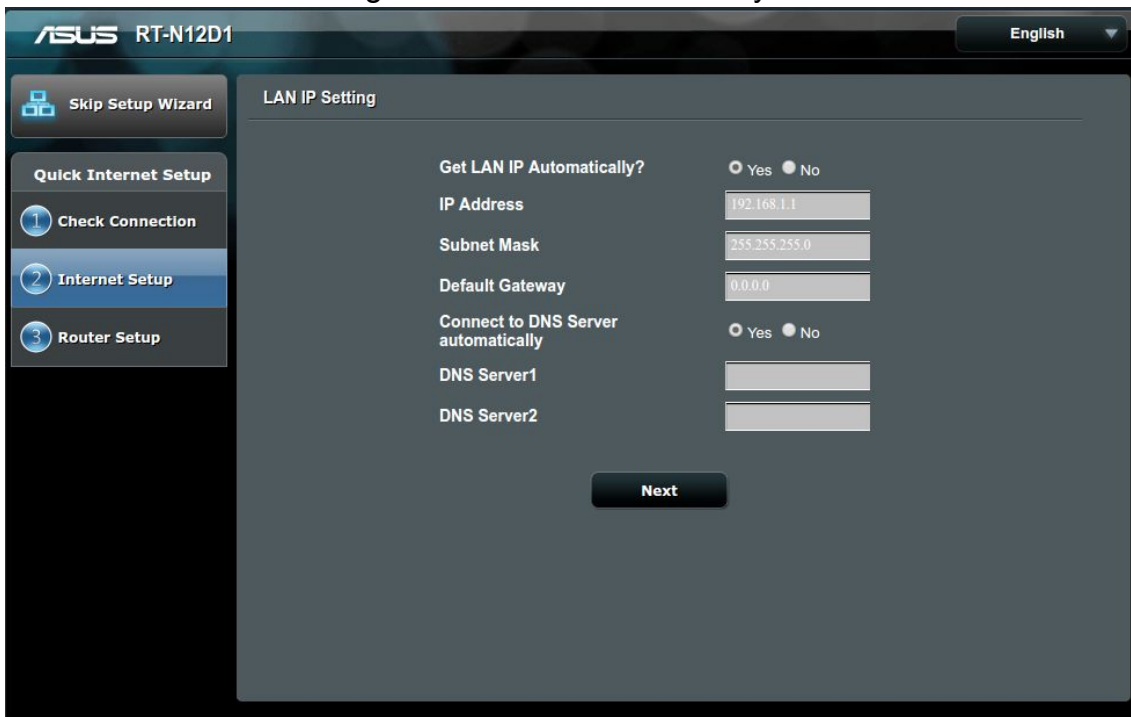 ASUS RT-N12D1
English
Skip Setup Wizard
LAN IP Setting
Quick Internet Setup
1 Check Connection
2 Internet Setup
3 Router Setup
Get LAN IP Automatically? Yes No
IP Address 192.168.1.1
Subnet Mask 255.255.255.0
Default Gateway 0.0.0.0
Connect to DNS Server
automatically Yes No
DNS Server1
DNS Server2
Next